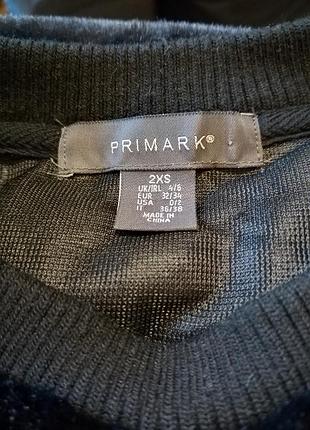 PRIMARK®
2XS
UK/IRL 4/6
EUR 32/34
USA 0/2
IT 36/38
MADE IN
CHINA